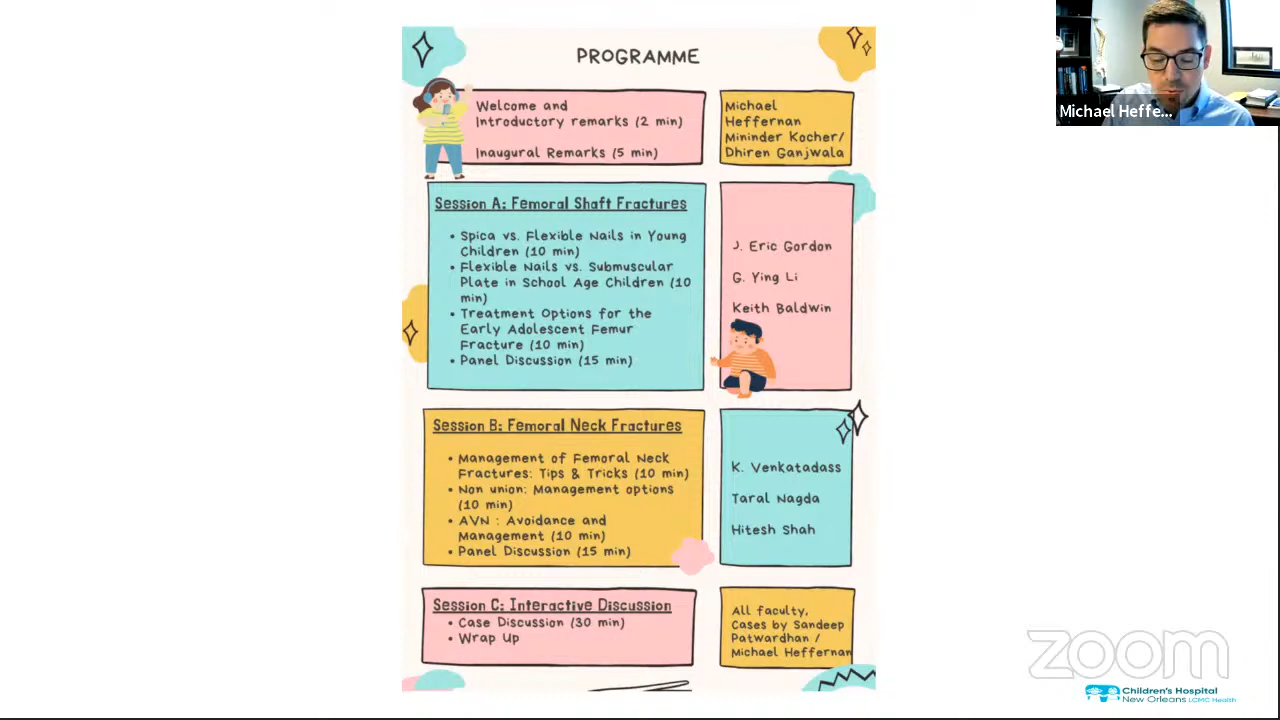 PROGRAMME
Welcome and
Introductory remarks (2 min)
Inaugural Remarks (5 min)
Michael
Heffernan
Mininder Kocher/
Dhiren Ganjwala
Session A: Femoral Shaft Fractures
• Spica vs. Flexible Nails in Young
Children (10 min)
• Flexible Nails vs. Submuscular
Plate in School Age Children (10
min)
• Treatment Options for the
Early Adolescent Femur
Fracture (10 min)
• Panel Discussion (15 min)
J. Eric Gordon
G. Ying Li
Keith Baldwin
Session B: Femoral Neck Fractures
• Management of Femoral Neck
Fractures: Tips & Tricks (10 min)
• Non union: Management options
(10 min)
• AVN : Avoidance and
Management (10 min)
• Panel Discussion (15 min)
K. Venkatadass
Taral Nagda
Hitesh Shah
Session C: Interactive Discussion
• Case Discussion (30 min)
• Wrap Up
All faculty,
Cases by Sandeep
Patwardhan /
Michael Heffernan
Michael Heffe...
zoom
Children's Hospital
New Orleans LCMC Health